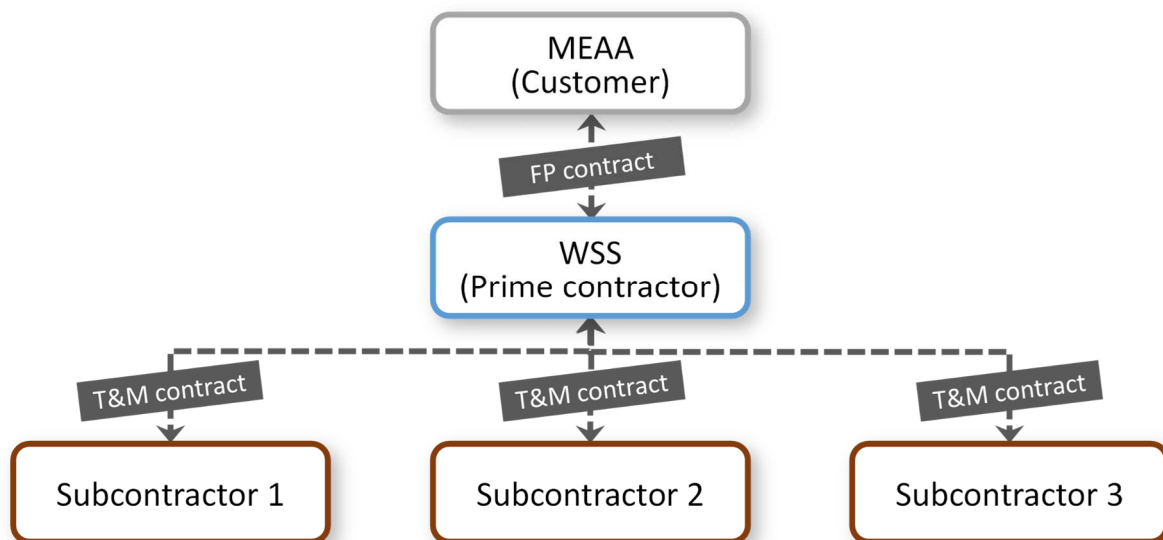 MEAA
(Customer)
FP contract
WSS
(Prime contractor)
T&M contract
T&M contract
T&M contract
Subcontractor 1
Subcontractor 2
Subcontractor 3